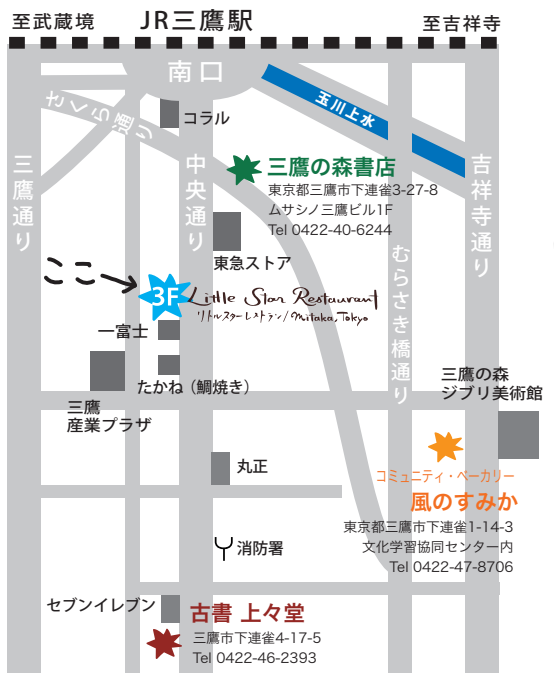 至武蔵境
JR三鷹駅
至吉祥寺
南口
さくら通り
コラル
玉川上水
三鷹通り
中央通り
吉祥寺通り
三鷹の森書店
東京都三鷹市下連雀3-27-8
ムサシノ三鷹ビル1F
Tel 0422-40-6244
東急ストア
むらさき橋通り
ここ
3F
Little Star Restaurant
リトルスターレストラン/Mitaka,Tokyo
一富士
たかね（鯛焼き）
三鷹
産業プラザ
三鷹の森
ジブリ美術館
丸正
コミュニティ・ベーカリー
風のすみか
東京都三鷹市下連雀1-14-3
文化学習協同センター内
Tel 0422-47-8706
消防署
セブンイレブン
古書 上々堂
三鷹市下連雀4-17-5
Tel 0422-46-2393